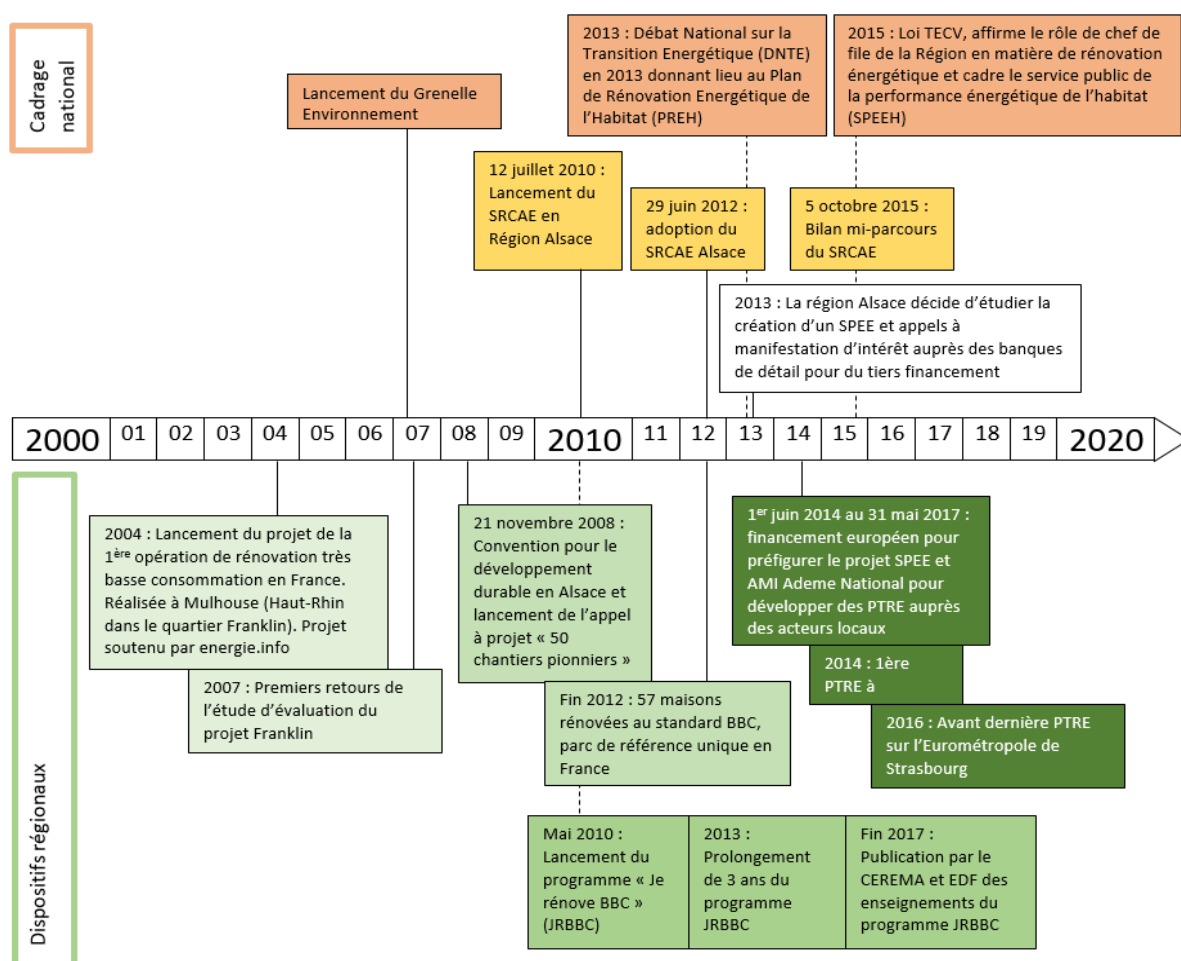 Cadrage
national
Lancement du Grenelle
Environnement
2013 : Débat National sur la
Transition Energétique (DNTE)
en 2013 donnant lieu au Plan
de Rénovation Energétique de
l’Habitat (PREH)
2015 : Loi TECV, affirme le rôle de chef de
file de la Région en matière de rénovation
énergétique et cadre le service public de
la performance énergétique de l’habitat
(SPEEH)
12 juillet 2010 :
Lancement du
SRCAE en
Région Alsace
29 juin 2012 :
adoption du
SRCAE Alsace
5 octobre 2015 :
Bilan mi-parcours
du SRCAE
2013 : La région Alsace décide d’étudier la
création d’un SPEE et appels à
manifestation d’intérêt auprès des banques
de détail pour du tiers financement
2000 01 02 03 04 05 06 07 08 09 2010 11 12 13 14 15 16 17 18 19 2020
Dispositifs régionaux
2004 : Lancement du projet de la
1ère opération de rénovation très
basse consommation en France.
Réalisée à Mulhouse (Haut-Rhin
dans le quartier Franklin). Projet
soutenu par energie.info
2007 : Premiers retours de
l’étude d’évaluation du
projet Franklin
21 novembre 2008 :
Convention pour le
développement
durable en Alsace et
lancement de l’appel
à projet « 50
chantiers pionniers »
Fin 2012 : 57 maisons
rénovées au standard BBC,
parc de référence unique en
France
1er juin 2014 au 31 mai 2017 :
financement européen pour
préfigurer le projet SPEE et
AMI Ademe National pour
développer des PTRE auprès
des acteurs locaux
2014 : 1ère
PTRE à
2016 : Avant dernière PTRE
sur l’Eurométropole de
Strasbourg
Mai 2010 :
Lancement du
programme « Je
rénove BBC »
(JRBBC)
2013 :
Prolongement
de 3 ans du
programme
JRBBC
Fin 2017 :
Publication par le
CEREMA et EDF des
enseignements du
programme JRBBC